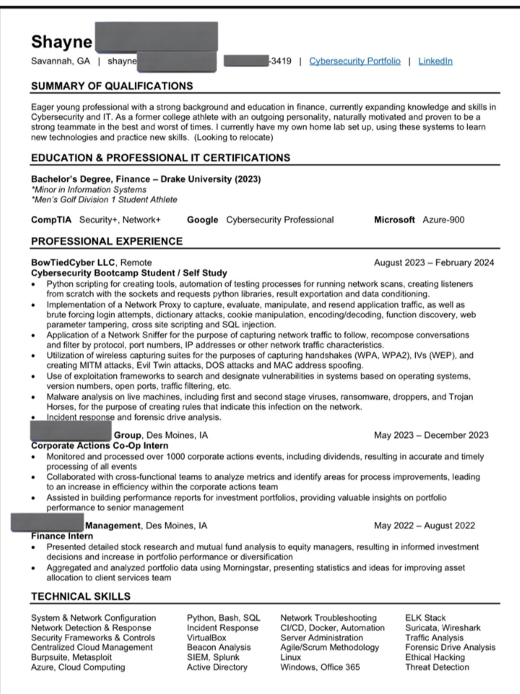 Shayne
Savannah, GA | shayne -3419 | Cybersecurity Portfolio | LinkedIn
SUMMARY OF QUALIFICATIONS
Eager young professional with a strong background and education in finance, currently expanding knowledge and skills in
Cybersecurity and IT. As a former college athlete with an outgoing personality, naturally motivated and proven to be a
strong teammate in the best and worst of times. I currently have my own home lab set up, using these systems to learn
new technologies and practice new skills. (Looking to relocate)
EDUCATION & PROFESSIONAL IT CERTIFICATIONS
Bachelor's Degree, Finance – Drake University (2023)
*Minor in Information Systems
*Men's Golf Division 1 Student Athlete
CompTIA Security+, Network+ Google Cybersecurity Professional Microsoft Azure-900
PROFESSIONAL EXPERIENCE
BowTiedCyber LLC, Remote August 2023 – February 2024
Cybersecurity Bootcamp Student / Self Study
• Python scripting for creating tools, automation of testing processes for running network scans, creating listeners
from scratch with the sockets and requests python libraries, result exportation and data conditioning.
• Implementation of a Network Proxy to capture, evaluate, manipulate, and resend application traffic, as well as
brute forcing login attempts, dictionary attacks, cookie manipulation, encoding/decoding, function discovery, web
parameter tampering, cross site scripting and SQL injection.
• Application of a Network Sniffer for the purpose of capturing network traffic to follow, recompose conversations
and filter by protocol, port numbers, IP addresses or other network traffic characteristics.
• Utilization of wireless capturing suites for the purposes of capturing handshakes (WPA, WPA2), IVs (WEP), and
creating MITM attacks, Evil Twin attacks, DOS attacks and MAC address spoofing.
• Use of exploitation frameworks to search and designate vulnerabilities in systems based on operating systems,
version numbers, open ports, traffic filtering, etc.
• Malware analysis on live machines, including first and second stage viruses, ransomware, droppers, and Trojan
Horses, for the purpose of creating rules that indicate this infection on the network.
• Incident response and forensic drive analysis.
Group, Des Moines, IA May 2023 – December 2023
Corporate Actions Co-Op Intern
• Monitored and processed over 1000 corporate actions events, including dividends, resulting in accurate and timely
processing of all events
• Collaborated with cross-functional teams to analyze metrics and identify areas for process improvements, leading
to an increase in efficiency within the corporate actions team
• Assisted in building performance reports for investment portfolios, providing valuable insights on portfolio
performance to senior management
Management, Des Moines, IA May 2022 – August 2022
Finance Intern
• Presented detailed stock research and mutual fund analysis to equity managers, resulting in informed investment
decisions and increase in portfolio performance or diversification
• Aggregated and analyzed portfolio data using Morningstar, presenting statistics and ideas for improving asset
allocation to client services team
TECHNICAL SKILLS
System & Network Configuration Python, Bash, SQL Network Troubleshooting ELK Stack
Network Detection & Response Incident Response CI/CD, Docker, Automation Suricata, Wireshark
Security Frameworks & Controls VirtualBox Server Administration Traffic Analysis
Centralized Cloud Management Beacon Analysis Agile/Scrum Methodology Forensic Drive Analysis
Burpsuite, Metasploit SIEM, Splunk Linux Ethical Hacking
Azure, Cloud Computing Active Directory Windows, Office 365 Threat Detection